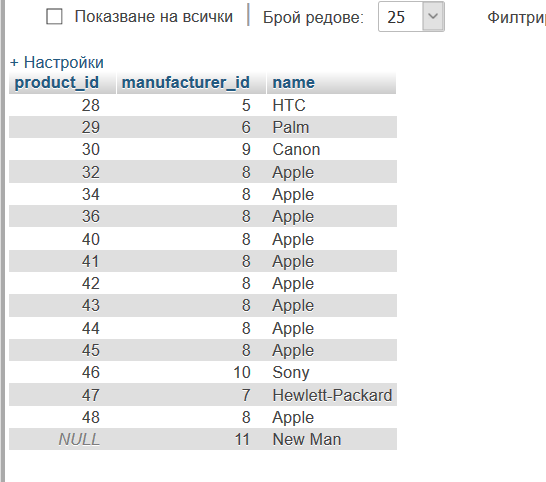 Показване на всички Брой редове: 25 Филтри
+ Настройки
product_id manufacturer_id name
28 5 HTC
29 6 Palm
30 9 Canon
32 8 Apple
34 8 Apple
36 8 Apple
40 8 Apple
41 8 Apple
42 8 Apple
43 8 Apple
44 8 Apple
45 8 Apple
46 10 Sony
47 7 Hewlett-Packard
48 8 Apple
NULL 11 New Man